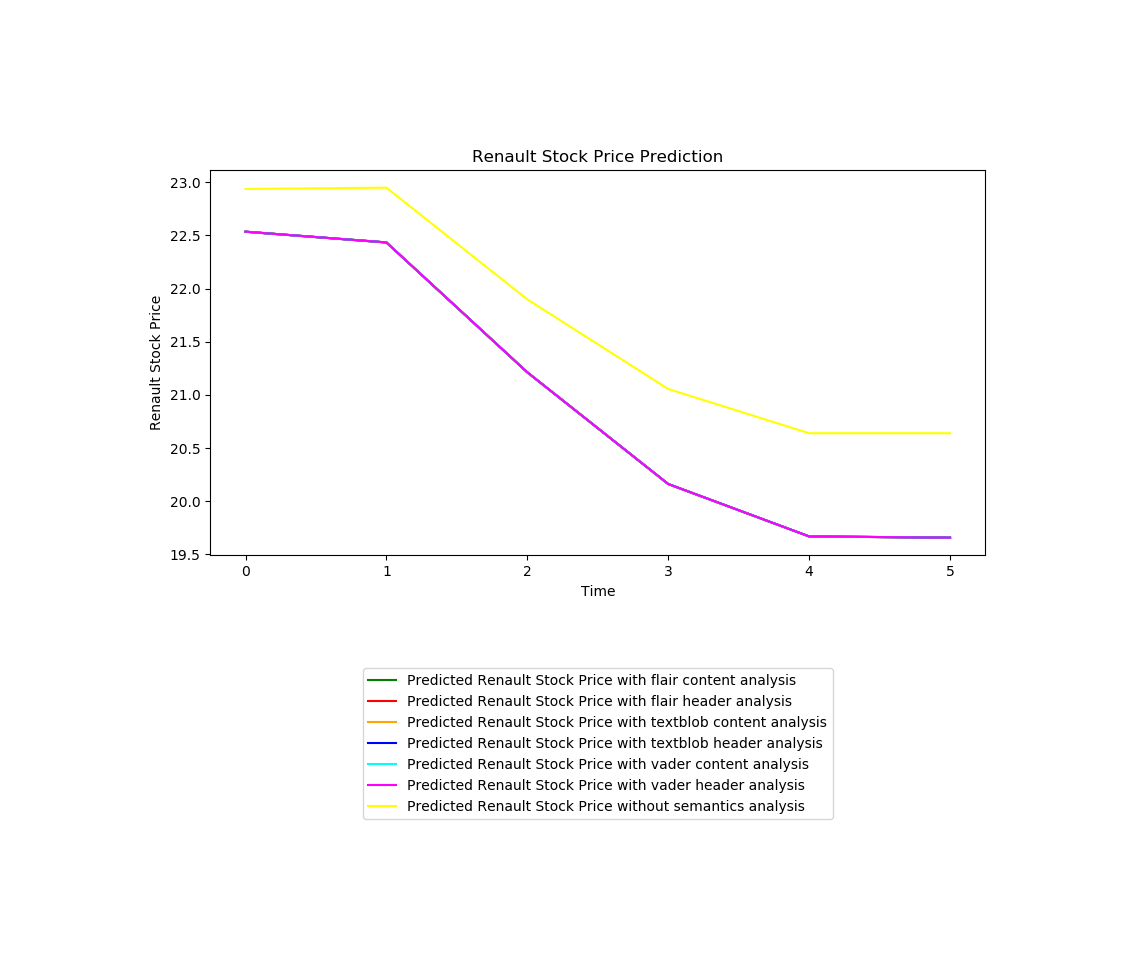 Renault Stock Price Prediction
Renault Stock Price
23.0
22.5
22.0
21.5
21.0
20.5
20.0
19.5
0 1 2 3 4 5
Time
Predicted Renault Stock Price with flair content analysis
Predicted Renault Stock Price with flair header analysis
Predicted Renault Stock Price with textblob content analysis
Predicted Renault Stock Price with textblob header analysis
Predicted Renault Stock Price with vader content analysis
Predicted Renault Stock Price with vader header analysis
Predicted Renault Stock Price without semantics analysis